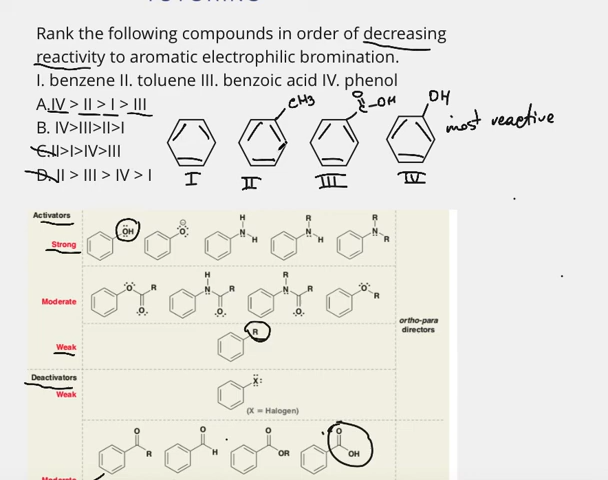 Rank the following compounds in order of decreasing
reactivity to aromatic electrophilic bromination.
I. benzene II. toluene III. benzoic acid IV. phenol
A.IV > II > I > III
B. IV>III>II>I
C.II>I>IV>III
D. II > III > IV > I
CH3
O
C-OH
OH
most reactive
I
II
III
IV
Activators
Strong
OH
O
H
N
H
R
N
H
R
N
R
Moderate
O
R
O
H
N
R
O
R
N
R
O
O
R
ortho-para
directors
Weak
R
Deactivators
Weak
X:
(X = Halogen)
O
R
O
H
O
OR
O
OH
Moderate